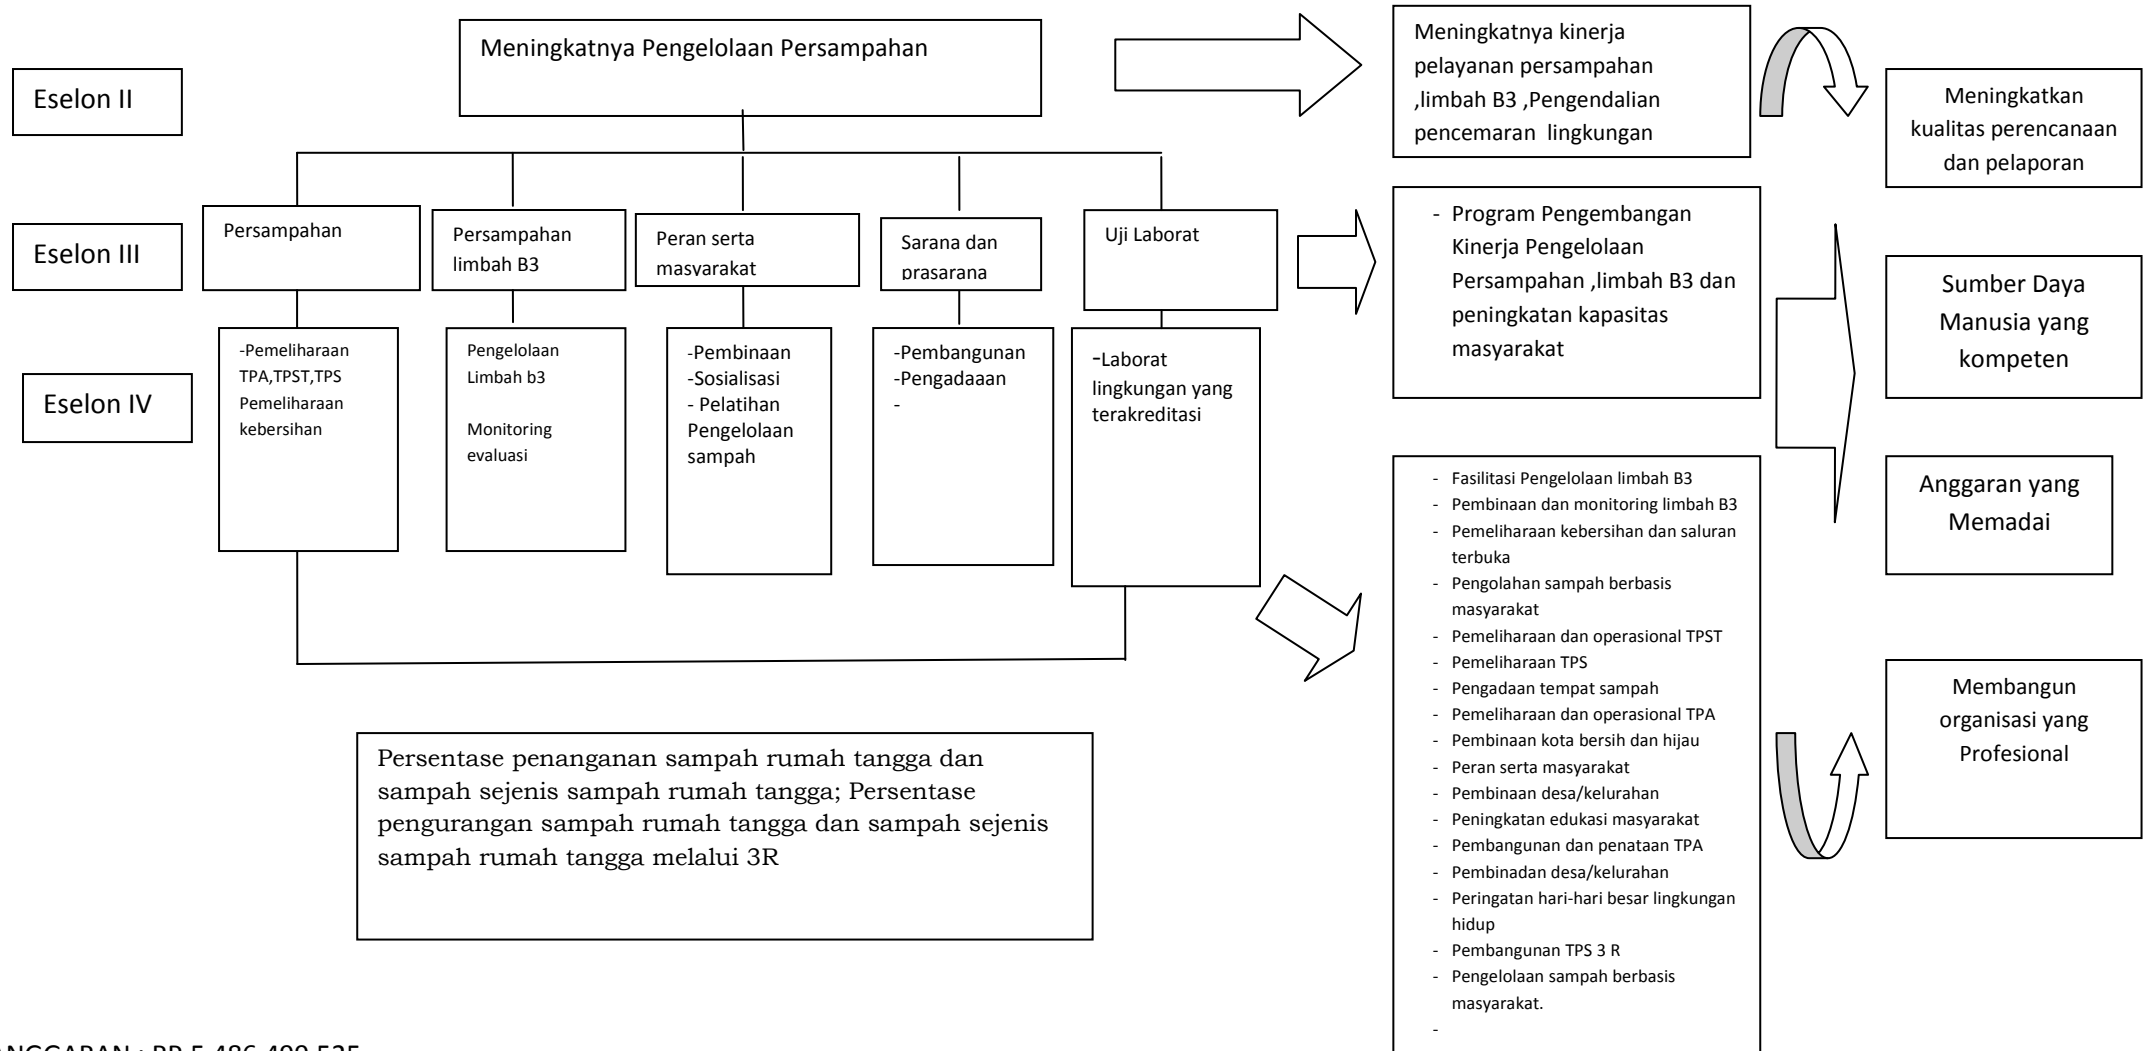 Eselon II
Meningkatnya Pengelolaan Persampahan
Meningkatnya kinerja
pelayanan persampahan
,limbah B3 ,Pengendalian
pencemaran lingkungan
Meningkatkan
kualitas perencanaan
dan pelaporan
Eselon III
Persampahan
Persampahan
limbah B3
Peran serta
masyarakat
Sarana dan
prasarana
Uji Laborat
- Program Pengembangan
Kinerja Pengelolaan
Persampahan ,limbah B3 dan
peningkatan kapasitas
masyarakat
Sumber Daya
Manusia yang
kompeten
Eselon IV
-Pemeliharaan
TPA,TPST,TPS
Pemeliharaan
kebersihan
Pengelolaan
Limbah b3
Monitoring
evaluasi
-Pembinaan
-Sosialisasi
- Pelatihan
Pengelolaan
sampah
-Pembangunan
-Pengadaaan
-
-Laborat
lingkungan yang
terakreditasi
- Fasilitasi Pengelolaan limbah B3
- Pembinaan dan monitoring limbah B3
- Pemeliharaan kebersihan dan saluran
terbuka
- Pengolahan sampah berbasis
masyarakat
- Pemeliharaan dan operasional TPST
- Pemeliharaan TPS
- Pengadaan tempat sampah
- Pemeliharaan dan operasional TPA
- Pembinaan kota bersih dan hijau
- Peran serta masyarakat
- Pembinaan desa/kelurahan
- Peningkatan edukasi masyarakat
- Pembangunan dan penataan TPA
- Pembinadan desa/kelurahan
- Peringatan hari-hari besar lingkungan
hidup
- Pembangunan TPS 3 R
- Pengelolaan sampah berbasis
masyarakat.
-
Anggaran yang
Memadai
Membangun
organisasi yang
Profesional
Persentase penanganan sampah rumah tangga dan
sampah sejenis sampah rumah tangga; Persentase
pengurangan sampah rumah tangga dan sampah sejenis
sampah rumah tangga melalui 3R